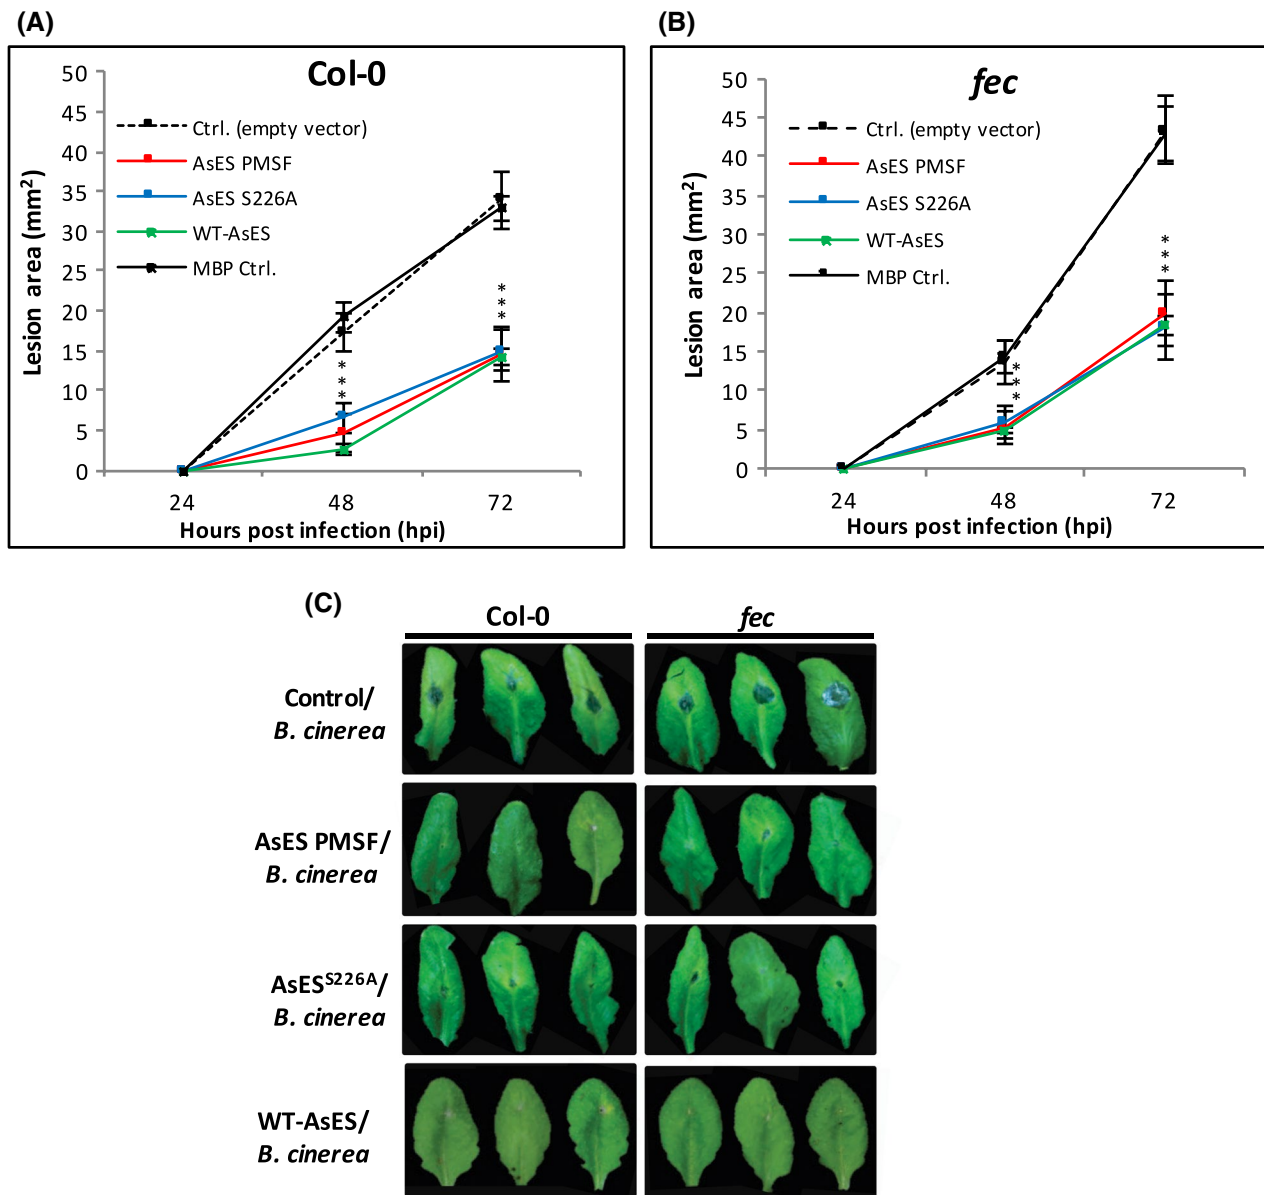 (A)
Col-0
50
45
40
35
30
25
20
15
10
5
0
Lesion area (mm²)
Ctrl. (empty vector)
AsES PMSF
AsES S226A
WT-AsES
MBP Ctrl.
***
***
24
48
72
Hours post infection (hpi)
(B)
fec
50
45
40
35
30
25
20
15
10
5
0
Lesion area (mm²)
Ctrl. (empty vector)
AsES PMSF
AsES S226A
WT-AsES
MBP Ctrl.
***
***
24
48
72
Hours post infection (hpi)
(C)
Col-0
fec
Control/
B. cinerea
AsES PMSF/
B. cinerea
AsES^S226A/
B. cinerea
WT-AsES/
B. cinerea